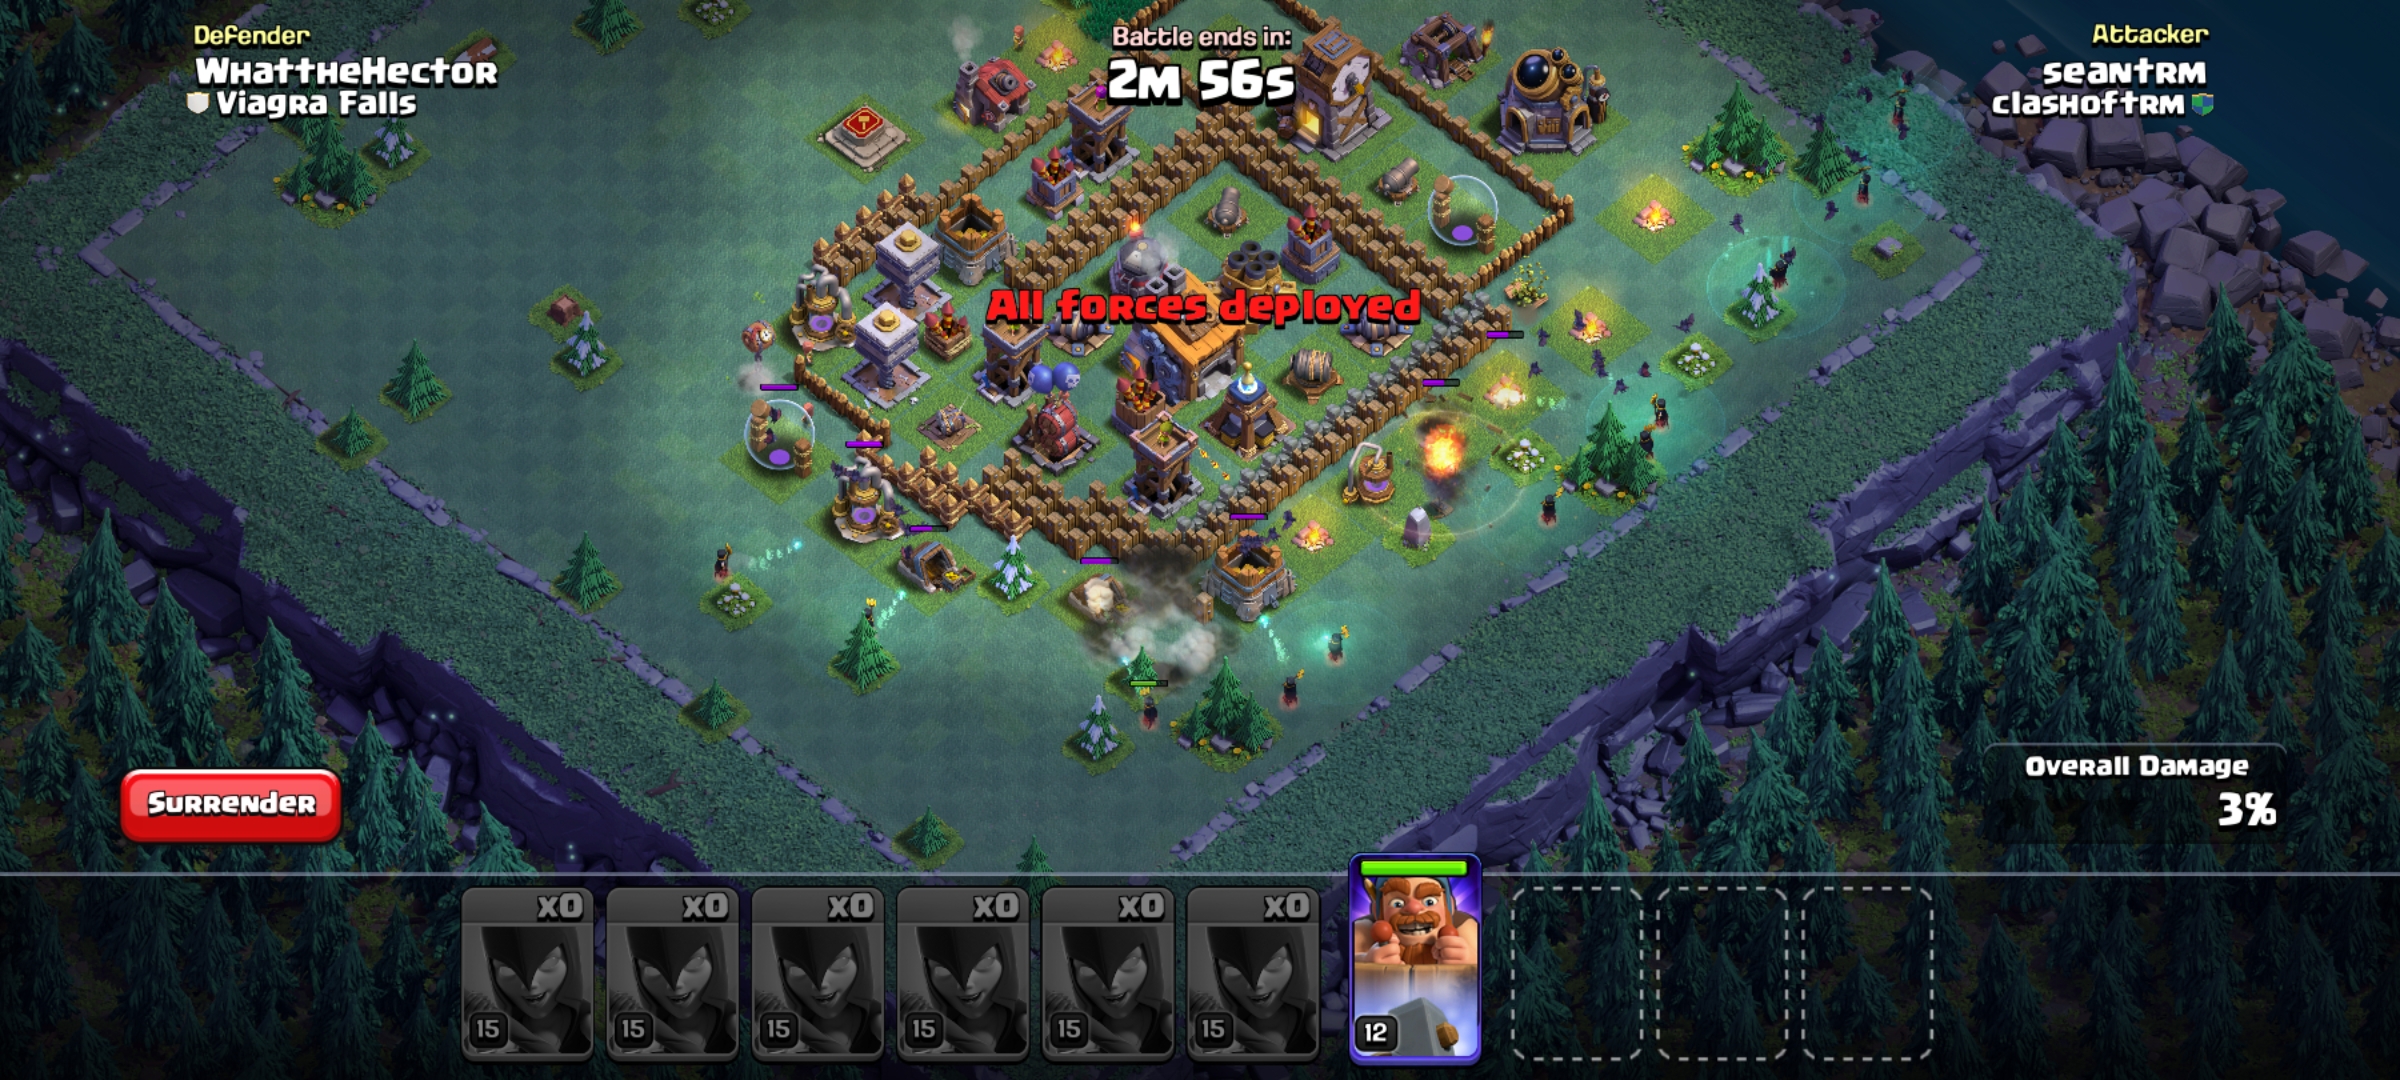 Defender
WhattheHector
Viagra Falls
Battle ends in:
2M 56s
Attacker
seantRM
clashoftRM
All forces deployed
Surrender
Overall Damage
3%
x0 x0 x0 x0 x0 x0
15 15 15 15 15 15 12